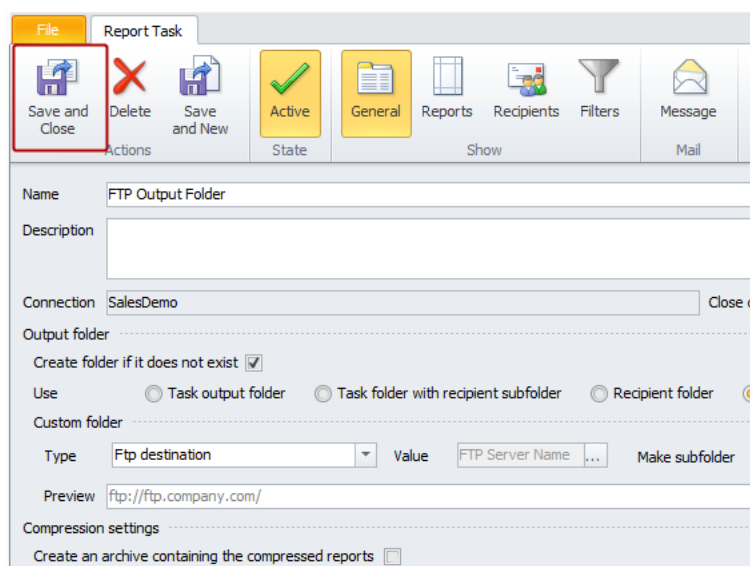 File Report Task
Save and Close Delete Save and New Active General Reports Recipients Filters Message
Actions State Show Mail
Name FTP Output Folder
Description
Connection SalesDemo Close
Output folder
Create folder if it does not exist
Use Task output folder Task folder with recipient subfolder Recipient folder
Custom folder
Type Ftp destination Value FTP Server Name ... Make subfolder
Preview ftp://ftp.company.com/
Compression settings
Create an archive containing the compressed reports